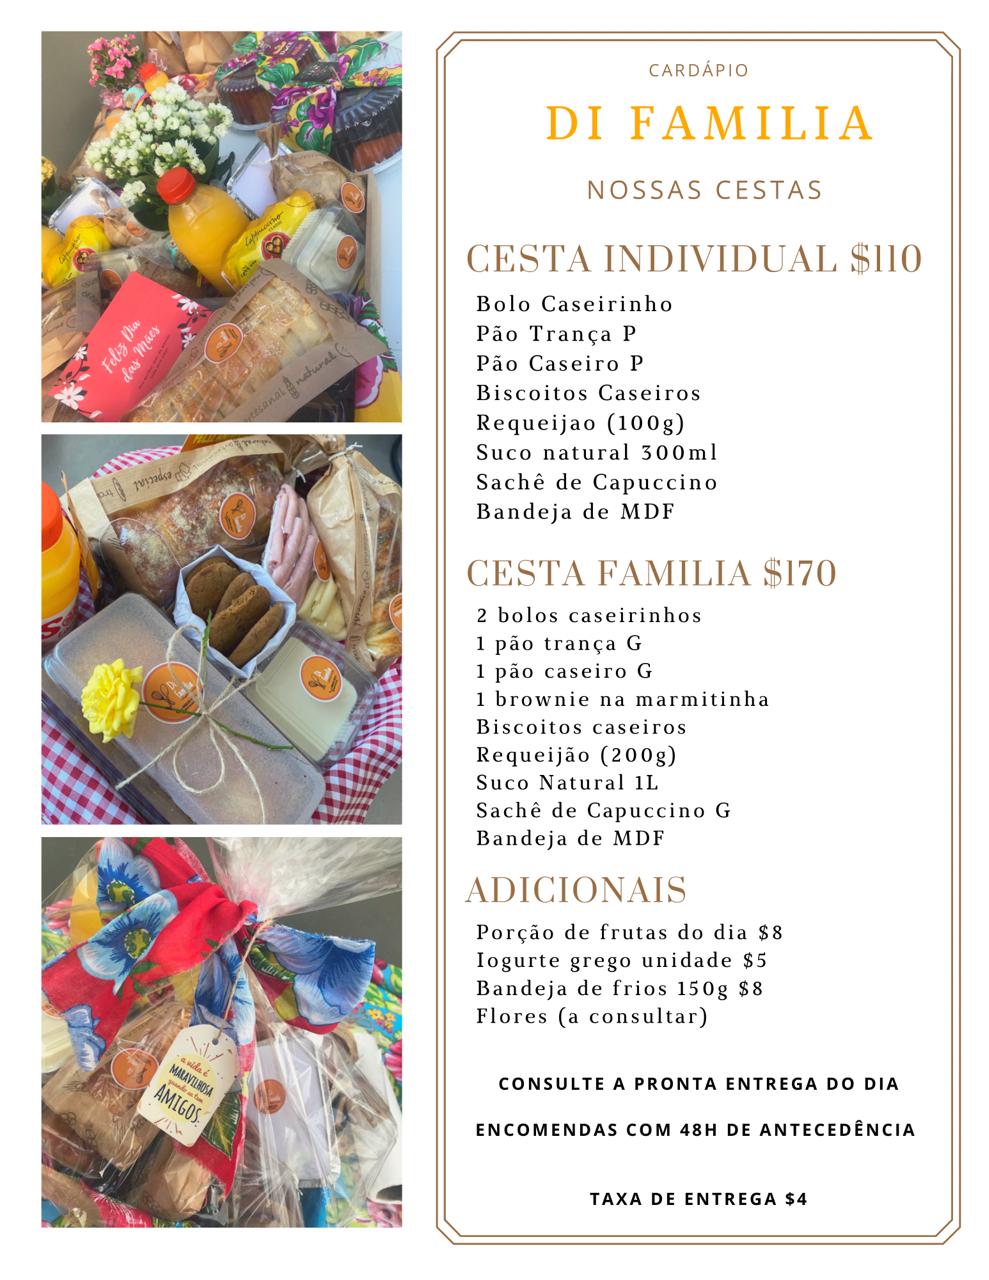 CARDÁPIO
DI FAMILIA
NOSSAS CESTAS
CESTA INDIVIDUAL $110
Bolo Caseirinho
Pão Trança P
Pão Caseiro P
Biscoitos Caseiros
Requeijao (100g)
Suco natural 300ml
Sachê de Capuccino
Bandeja de MDF
CESTA FAMILIA $170
2 bolos caseirinhos
1 pão trança G
1 pão caseiro G
1 brownie na marmitinha
Biscoitos caseiros
Requeijão (200g)
Suco Natural 1L
Sachê de Capuccino G
Bandeja de MDF
ADICIONAIS
Porção de frutas do dia $8
Iogurte grego unidade $5
Bandeja de frios 150g $8
Flores (a consultar)
CONSULTE A PRONTA ENTREGA DO DIA
ENCOMENDAS COM 48H DE ANTECEDÊNCIA
TAXA DE ENTREGA $4
Feliz Dia
das Mães
Cappuccino
natural
especial
a vida é
MARAVILHOSA
quando se tem
AMIGOS